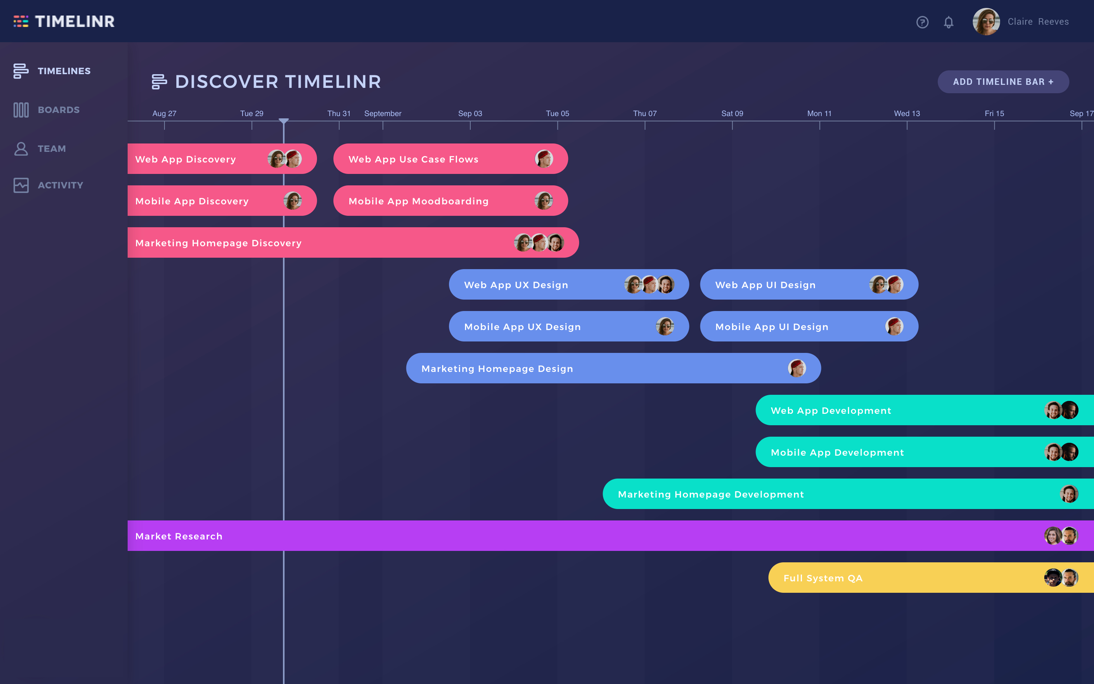 TIMELINR
Claire Reeves
TIMELINES
BOARDS
TEAM
ACTIVITY
DISCOVER TIMELINR
ADD TIMELINE BAR +
Aug 27 Tue 29 Thu 31 September Sep 03 Tue 05 Thu 07 Sat 09 Mon 11 Wed 13 Fri 15 Sep 17
Web App Discovery Web App Use Case Flows
Mobile App Discovery Mobile App Moodboarding
Marketing Homepage Discovery
Web App UX Design Web App UI Design
Mobile App UX Design Mobile App UI Design
Marketing Homepage Design
Web App Development
Mobile App Development
Marketing Homepage Development
Market Research
Full System QA